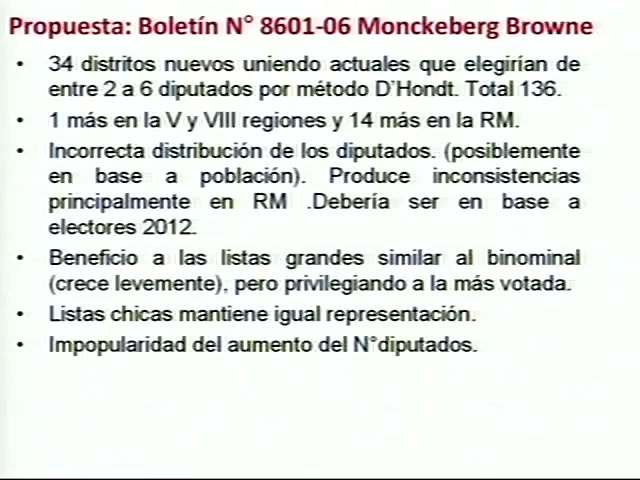 Propuesta: Boletín N° 8601-06 Monckeberg Browne
• 34 distritos nuevos uniendo actuales que elegirían de
entre 2 a 6 diputados por método D'Hondt. Total 136.
• 1 más en la V y VIII regiones y 14 más en la RM.
• Incorrecta distribución de los diputados. (posiblemente
en base a población). Produce inconsistencias
principalmente en RM .Debería ser en base a
electores 2012.
• Beneficio a las listas grandes similar al binominal
(crece levemente), pero privilegiando a la más votada.
• Listas chicas mantiene igual representación.
• Impopularidad del aumento del N°diputados.